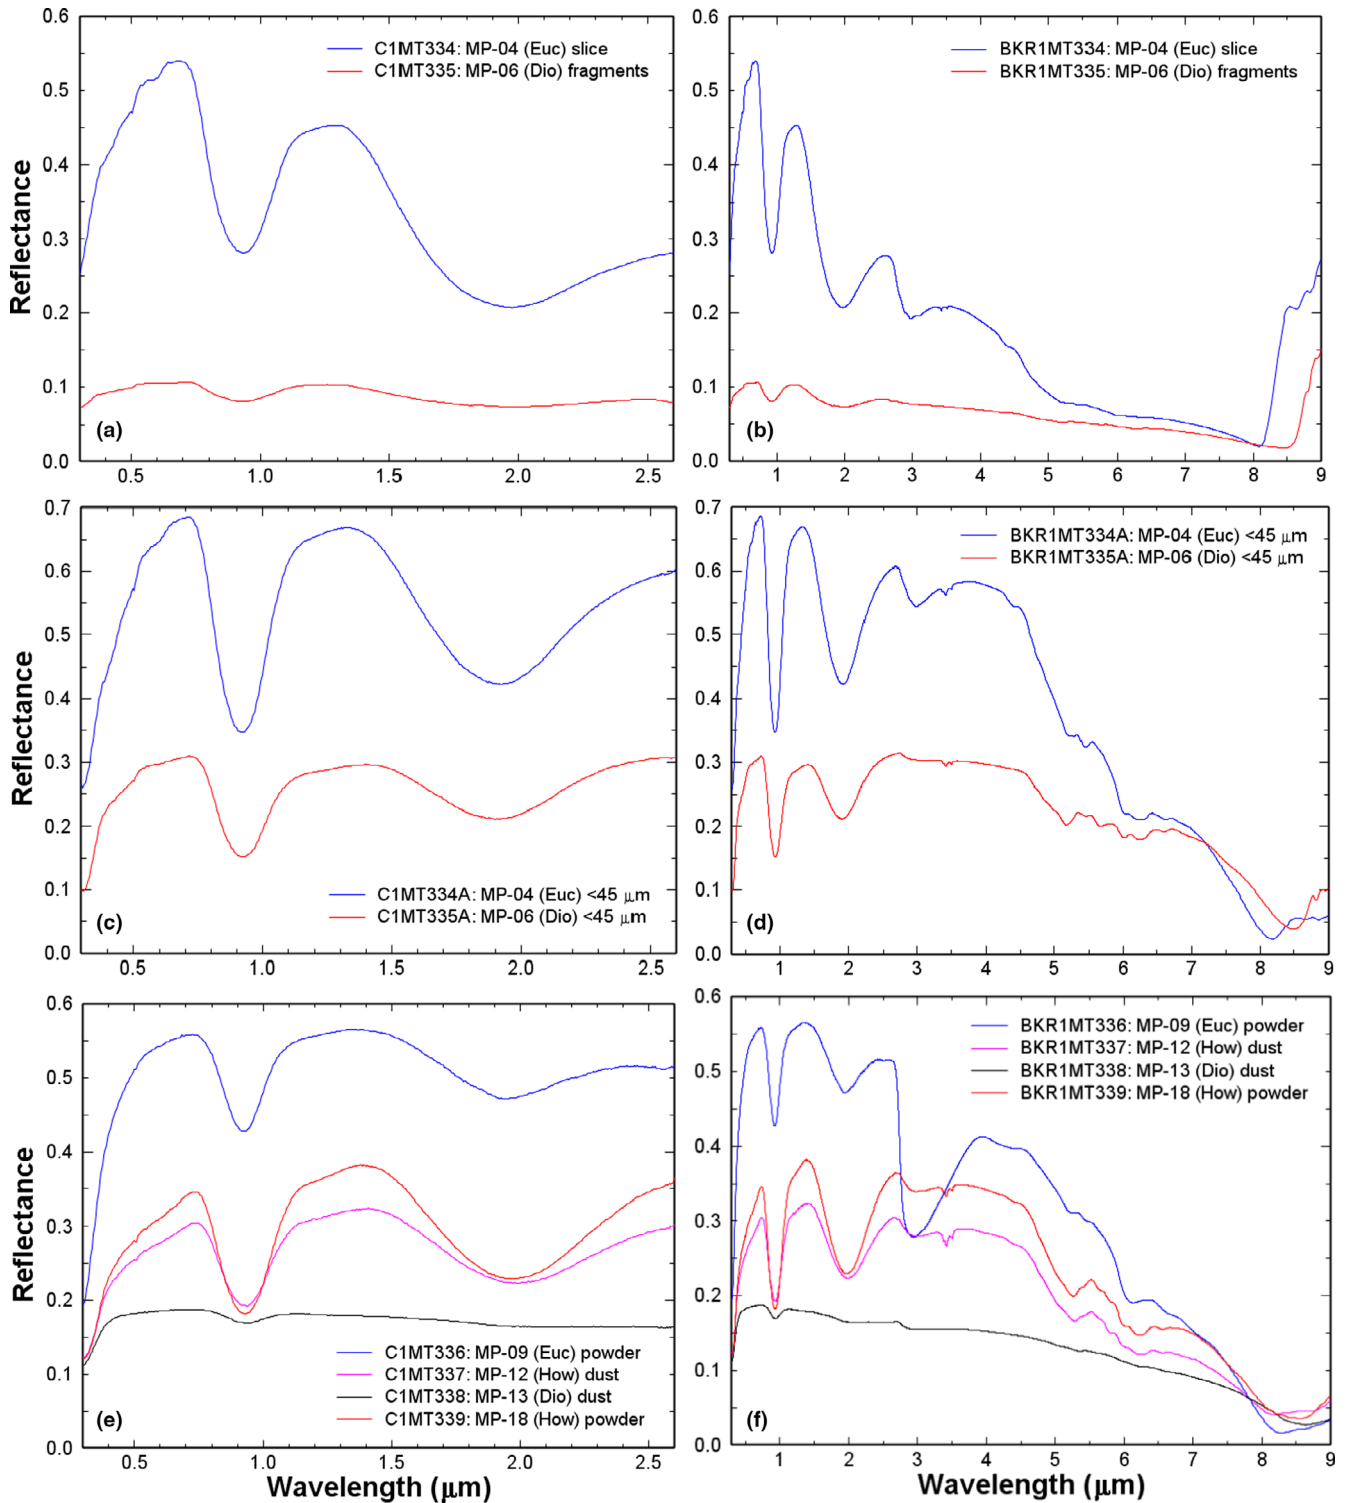 0.6
0.5
0.4
0.3
0.2
0.1
0.0
Reflectance
C1MT334: MP-04 (Euc) slice
C1MT335: MP-06 (Dio) fragments
(a)
0.5 1.0 1.5 2.0 2.5
0.6
0.5
0.4
0.3
0.2
0.1
0.0
BKR1MT334: MP-04 (Euc) slice
BKR1MT335: MP-06 (Dio) fragments
(b)
1 2 3 4 5 6 7 8 9
0.7
0.6
0.5
0.4
0.3
0.2
0.1
0.0
Reflectance
C1MT334A: MP-04 (Euc) <45 μm
C1MT335A: MP-06 (Dio) <45 μm
(c)
0.5 1.0 1.5 2.0 2.5
0.7
0.6
0.5
0.4
0.3
0.2
0.1
0.0
BKR1MT334A: MP-04 (Euc) <45 μm
BKR1MT335A: MP-06 (Dio) <45 μm
(d)
1 2 3 4 5 6 7 8 9
0.6
0.5
0.4
0.3
0.2
0.1
0.0
Reflectance
C1MT336: MP-09 (Euc) powder
C1MT337: MP-12 (How) dust
C1MT338: MP-13 (Dio) dust
C1MT339: MP-18 (How) powder
(e)
0.5 1.0 1.5 2.0 2.5
Wavelength (μm)
0.6
0.5
0.4
0.3
0.2
0.1
0.0
BKR1MT336: MP-09 (Euc) powder
BKR1MT337: MP-12 (How) dust
BKR1MT338: MP-13 (Dio) dust
BKR1MT339: MP-18 (How) powder
(f)
1 2 3 4 5 6 7 8 9
Wavelength (μm)